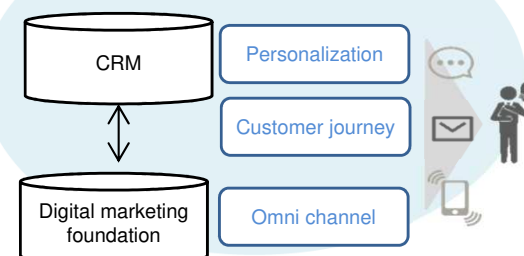 CRM
Personalization
Customer journey
Digital marketing
foundation
Omni channel